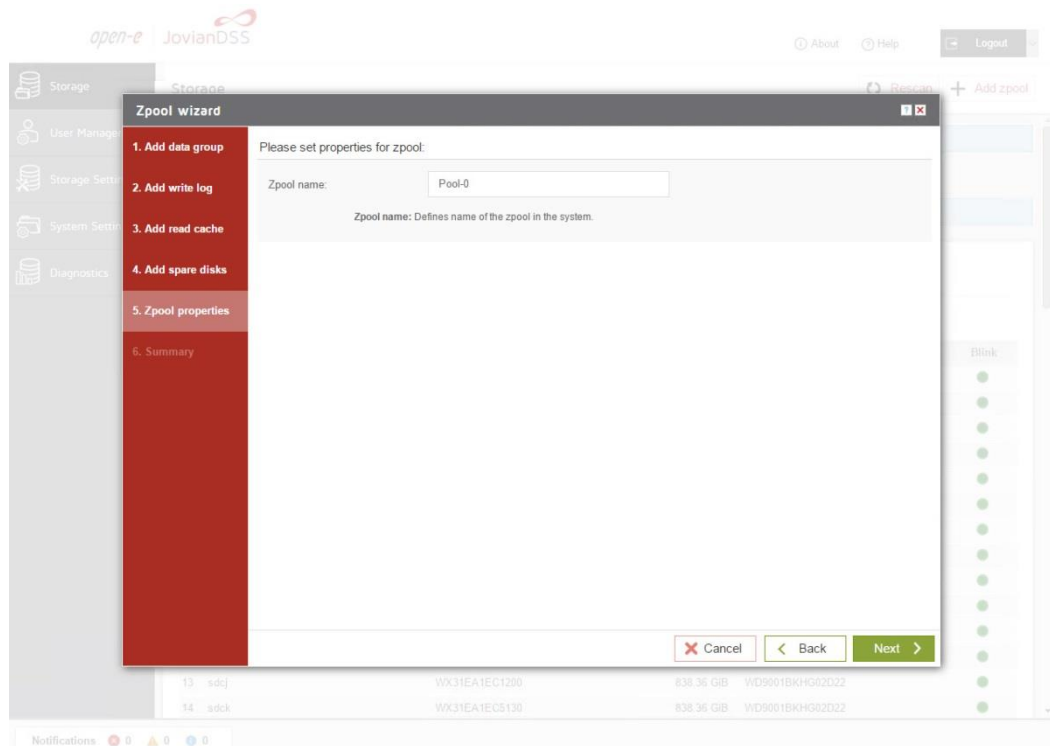 open-e JovianDSS
About Help Logout
Storage
Storage
Rescan + Add zpool
Zpool wizard
User Manage
1. Add data group
Please set properties for zpool:
Storage Setti
2. Add write log
Zpool name: Pool-0
Zpool name: Defines name of the zpool in the system.
System Settin
3. Add read cache
Diagnostics
4. Add spare disks
5. Zpool properties
6. Summary
Blink
Cancel Back Next
13 sdcj WX31EA1EC1200 838.36 GiB WD9001BKHG02D22
14 sdck WX31EA1EC5130 838.36 GiB WD9001BKHG02D22
Notifications 0 0 0